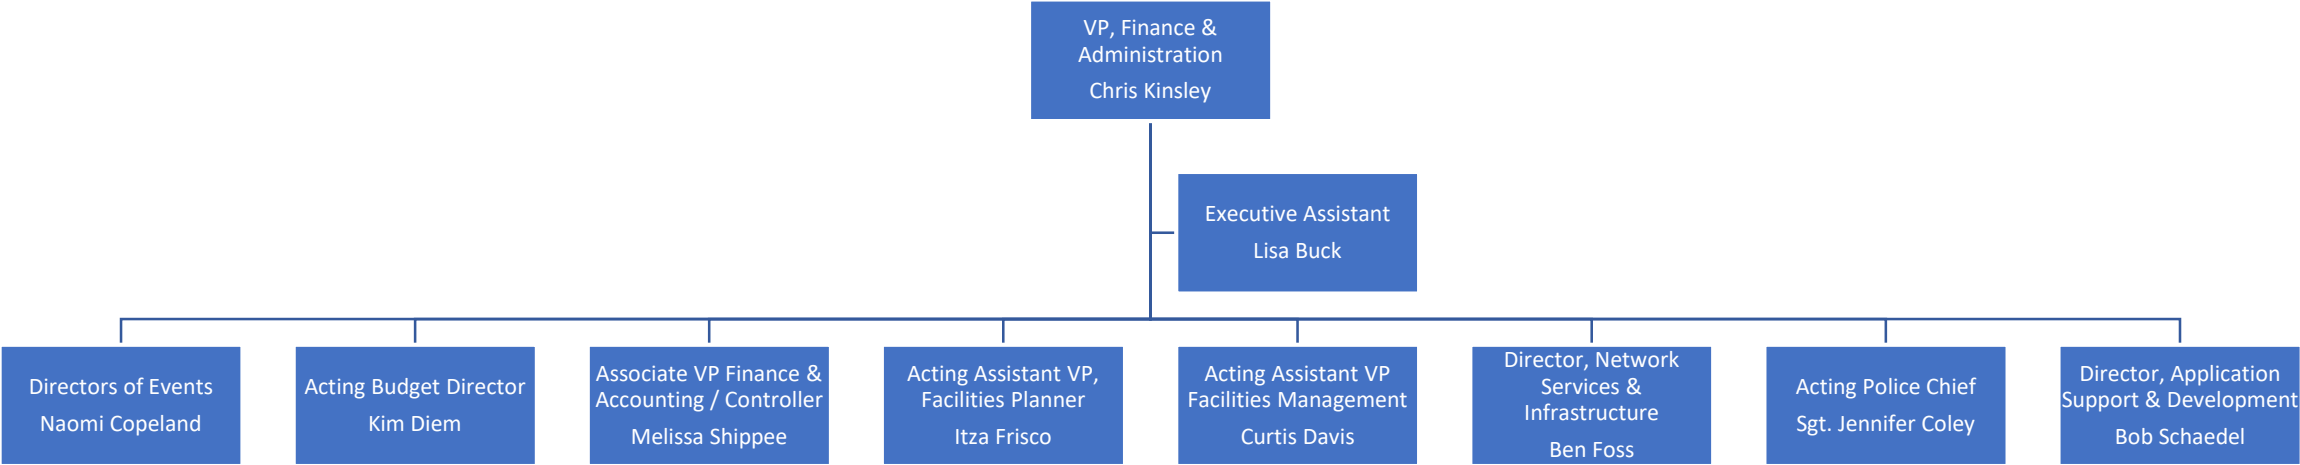 VP, Finance &
Administration
Chris Kinsley
Executive Assistant
Lisa Buck
Directors of Events
Naomi Copeland
Acting Budget Director
Kim Diem
Associate VP Finance &
Accounting / Controller
Melissa Shippee
Acting Assistant VP,
Facilities Planner
Itza Frisco
Acting Assistant VP
Facilities Management
Curtis Davis
Director, Network
Services &
Infrastructure
Ben Foss
Acting Police Chief
Sgt. Jennifer Coley
Director, Application
Support & Development
Bob Schaedel